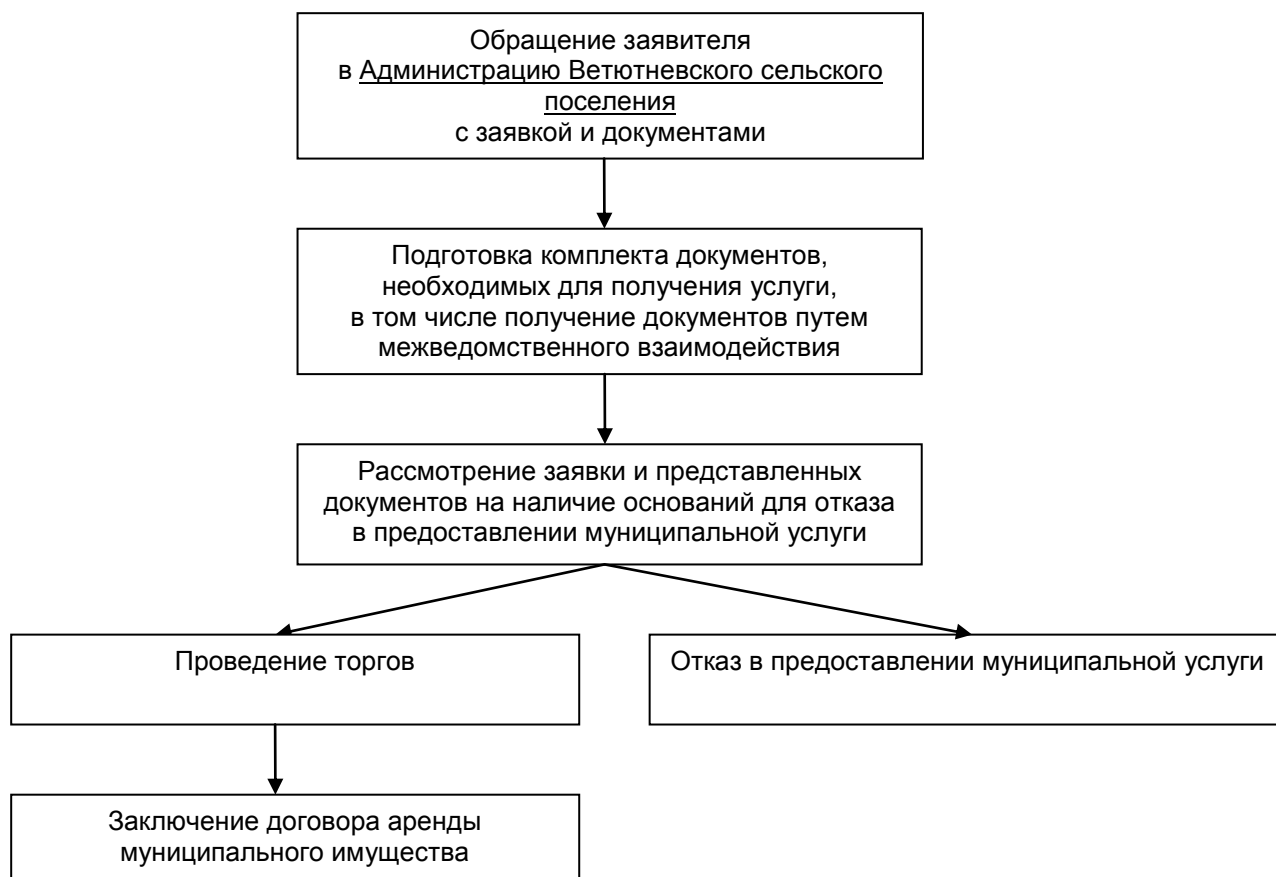 Обращение заявителя
в Администрацию Ветютневского сельского
поселения
с заявкой и документами
Подготовка комплекта документов,
необходимых для получения услуги,
в том числе получение документов путем
межведомственного взаимодействия
Рассмотрение заявки и представленных
документов на наличие оснований для отказа
в предоставлении муниципальной услуги
Проведение торгов
Отказ в предоставлении муниципальной услуги
Заключение договора аренды
муниципального имущества